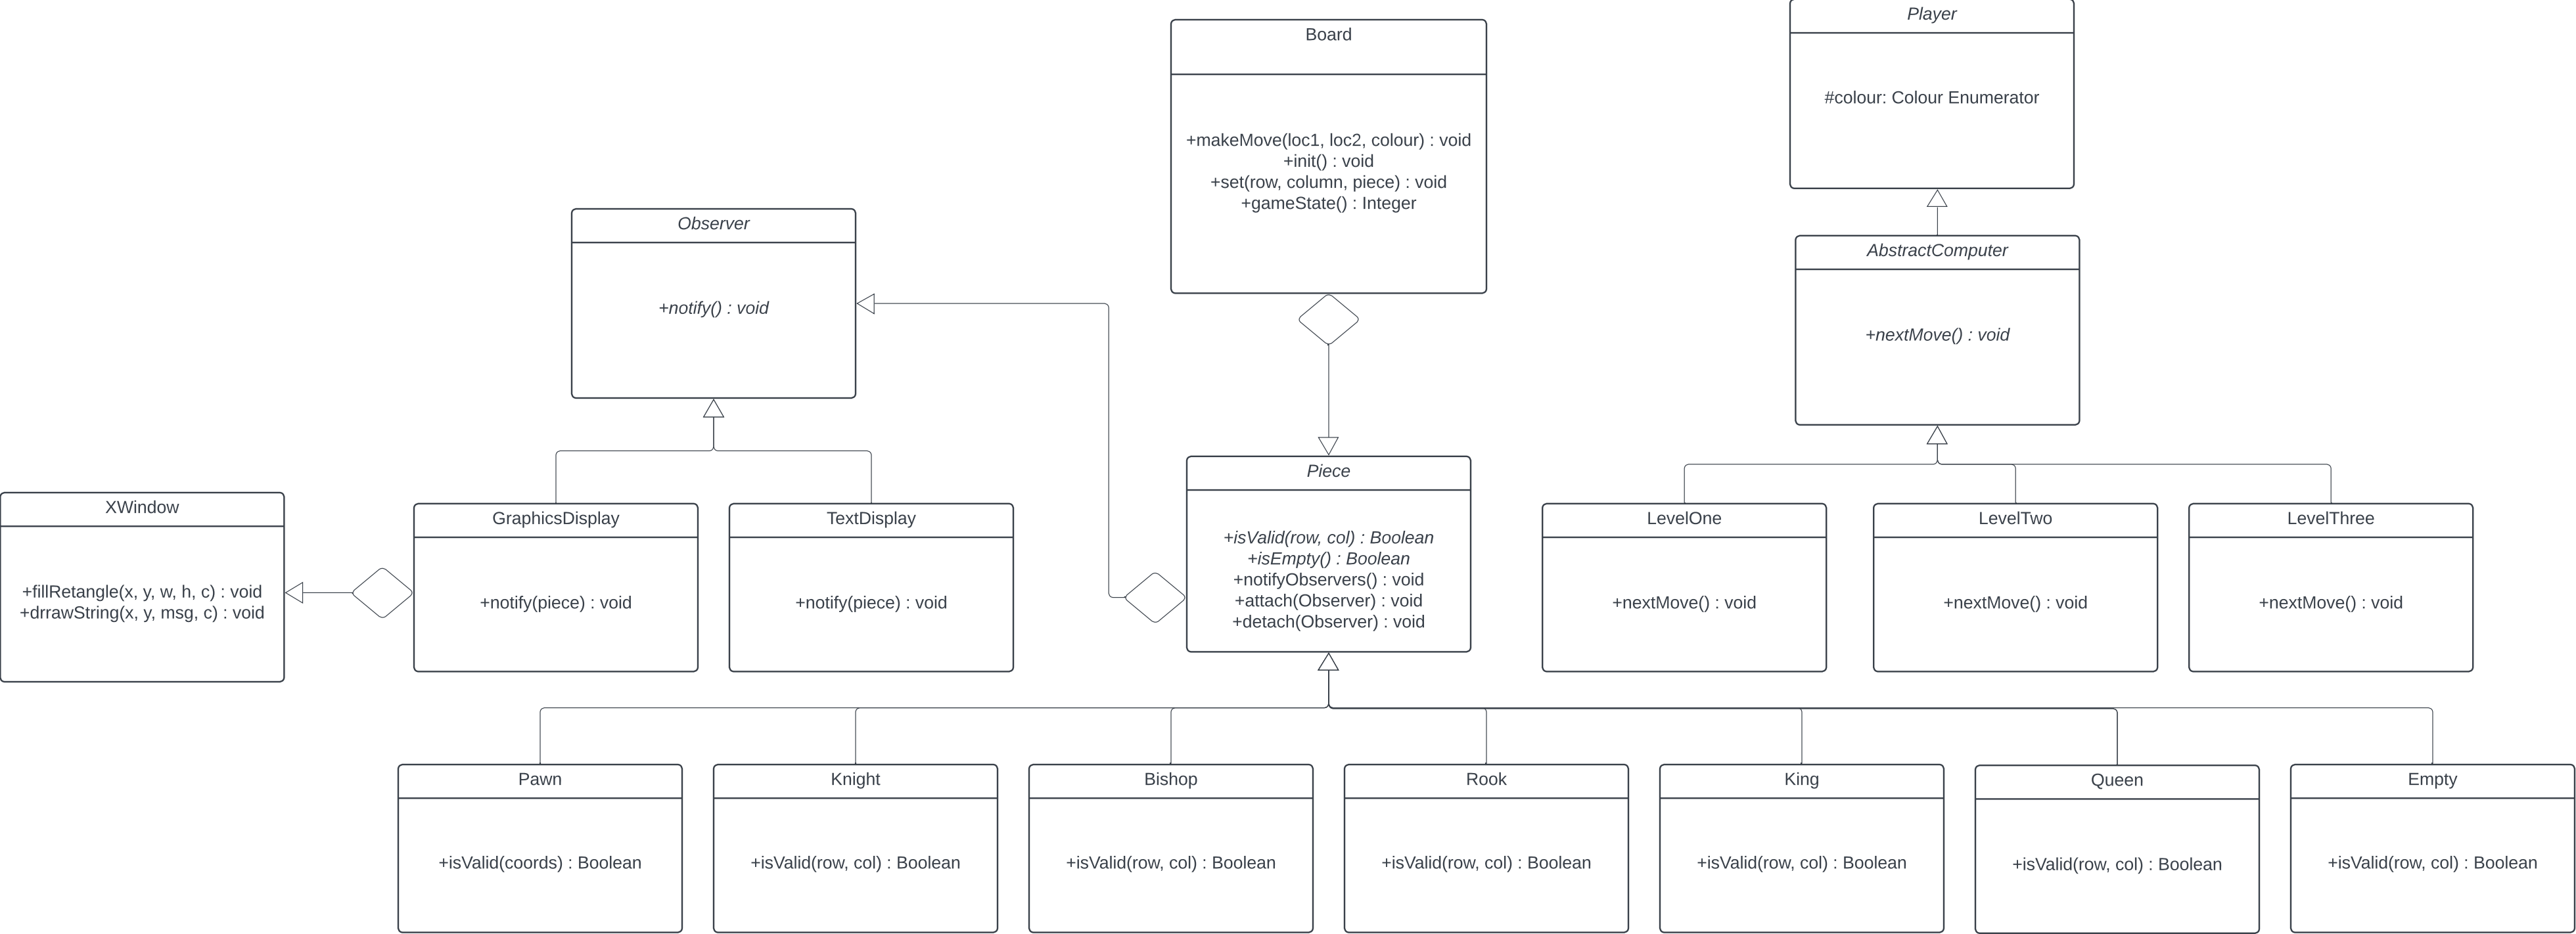 Board
+makeMove(loc1, loc2, colour) : void
+init() : void
+set(row, column, piece) : void
+gameState() : Integer
Player
#colour: Colour Enumerator
Observer
+notify() : void
AbstractComputer
+nextMove() : void
XWindow
+fillRetangle(x, y, w, h, c) : void
+drrawString(x, y, msg, c) : void
GraphicsDisplay
+notify(piece) : void
TextDisplay
+notify(piece) : void
Piece
+isValid(row, col) : Boolean
+isEmpty() : Boolean
+notifyObservers() : void
+attach(Observer) : void
+detach(Observer) : void
LevelOne
+nextMove() : void
LevelTwo
+nextMove() : void
LevelThree
+nextMove() : void
Pawn
+isValid(coords) : Boolean
Knight
+isValid(row, col) : Boolean
Bishop
+isValid(row, col) : Boolean
Rook
+isValid(row, col) : Boolean
King
+isValid(row, col) : Boolean
Queen
+isValid(row, col) : Boolean
Empty
+isValid(row, col) : Boolean